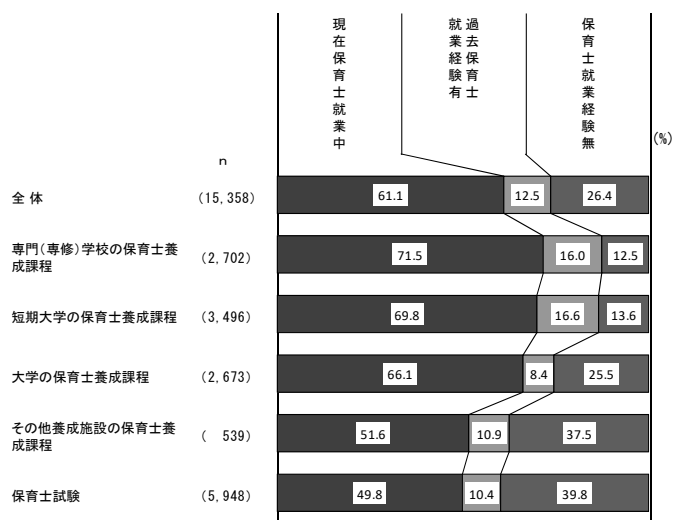 現在保育士就業中
過去保育士
就業経験有
保育士就業経験無
(%)
n
全 体 (15,358) 61.1 12.5 26.4
専門(専修)学校の保育士養
成課程 (2,702) 71.5 16.0 12.5
短期大学の保育士養成課程 (3,496) 69.8 16.6 13.6
大学の保育士養成課程 (2,673) 66.1 8.4 25.5
その他養成施設の保育士養
成課程 ( 539) 51.6 10.9 37.5
保育士試験 (5,948) 49.8 10.4 39.8